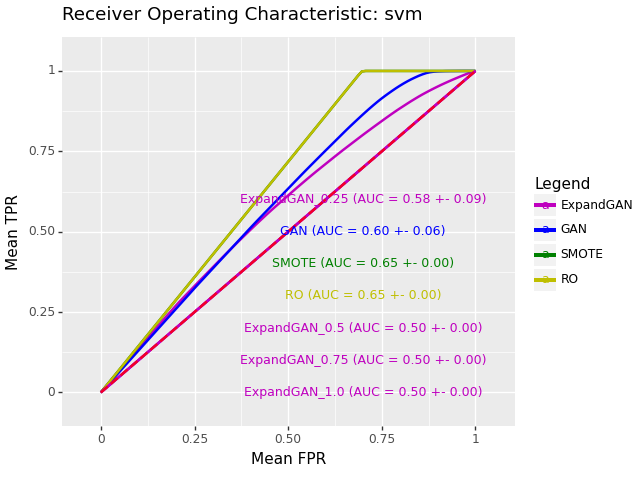 Receiver Operating Characteristic: svm
Mean TPR
1
0.75
0.50
0.25
0
ExpandGAN_0.25 (AUC = 0.58 +- 0.09)
GAN (AUC = 0.60 +- 0.06)
SMOTE (AUC = 0.65 +- 0.00)
RO (AUC = 0.65 +- 0.00)
ExpandGAN_0.5 (AUC = 0.50 +- 0.00)
ExpandGAN_0.75 (AUC = 0.50 +- 0.00)
ExpandGAN_1.0 (AUC = 0.50 +- 0.00)
0 0.25 0.50 0.75 1
Mean FPR
Legend
a ExpandGAN
a GAN
a SMOTE
a RO